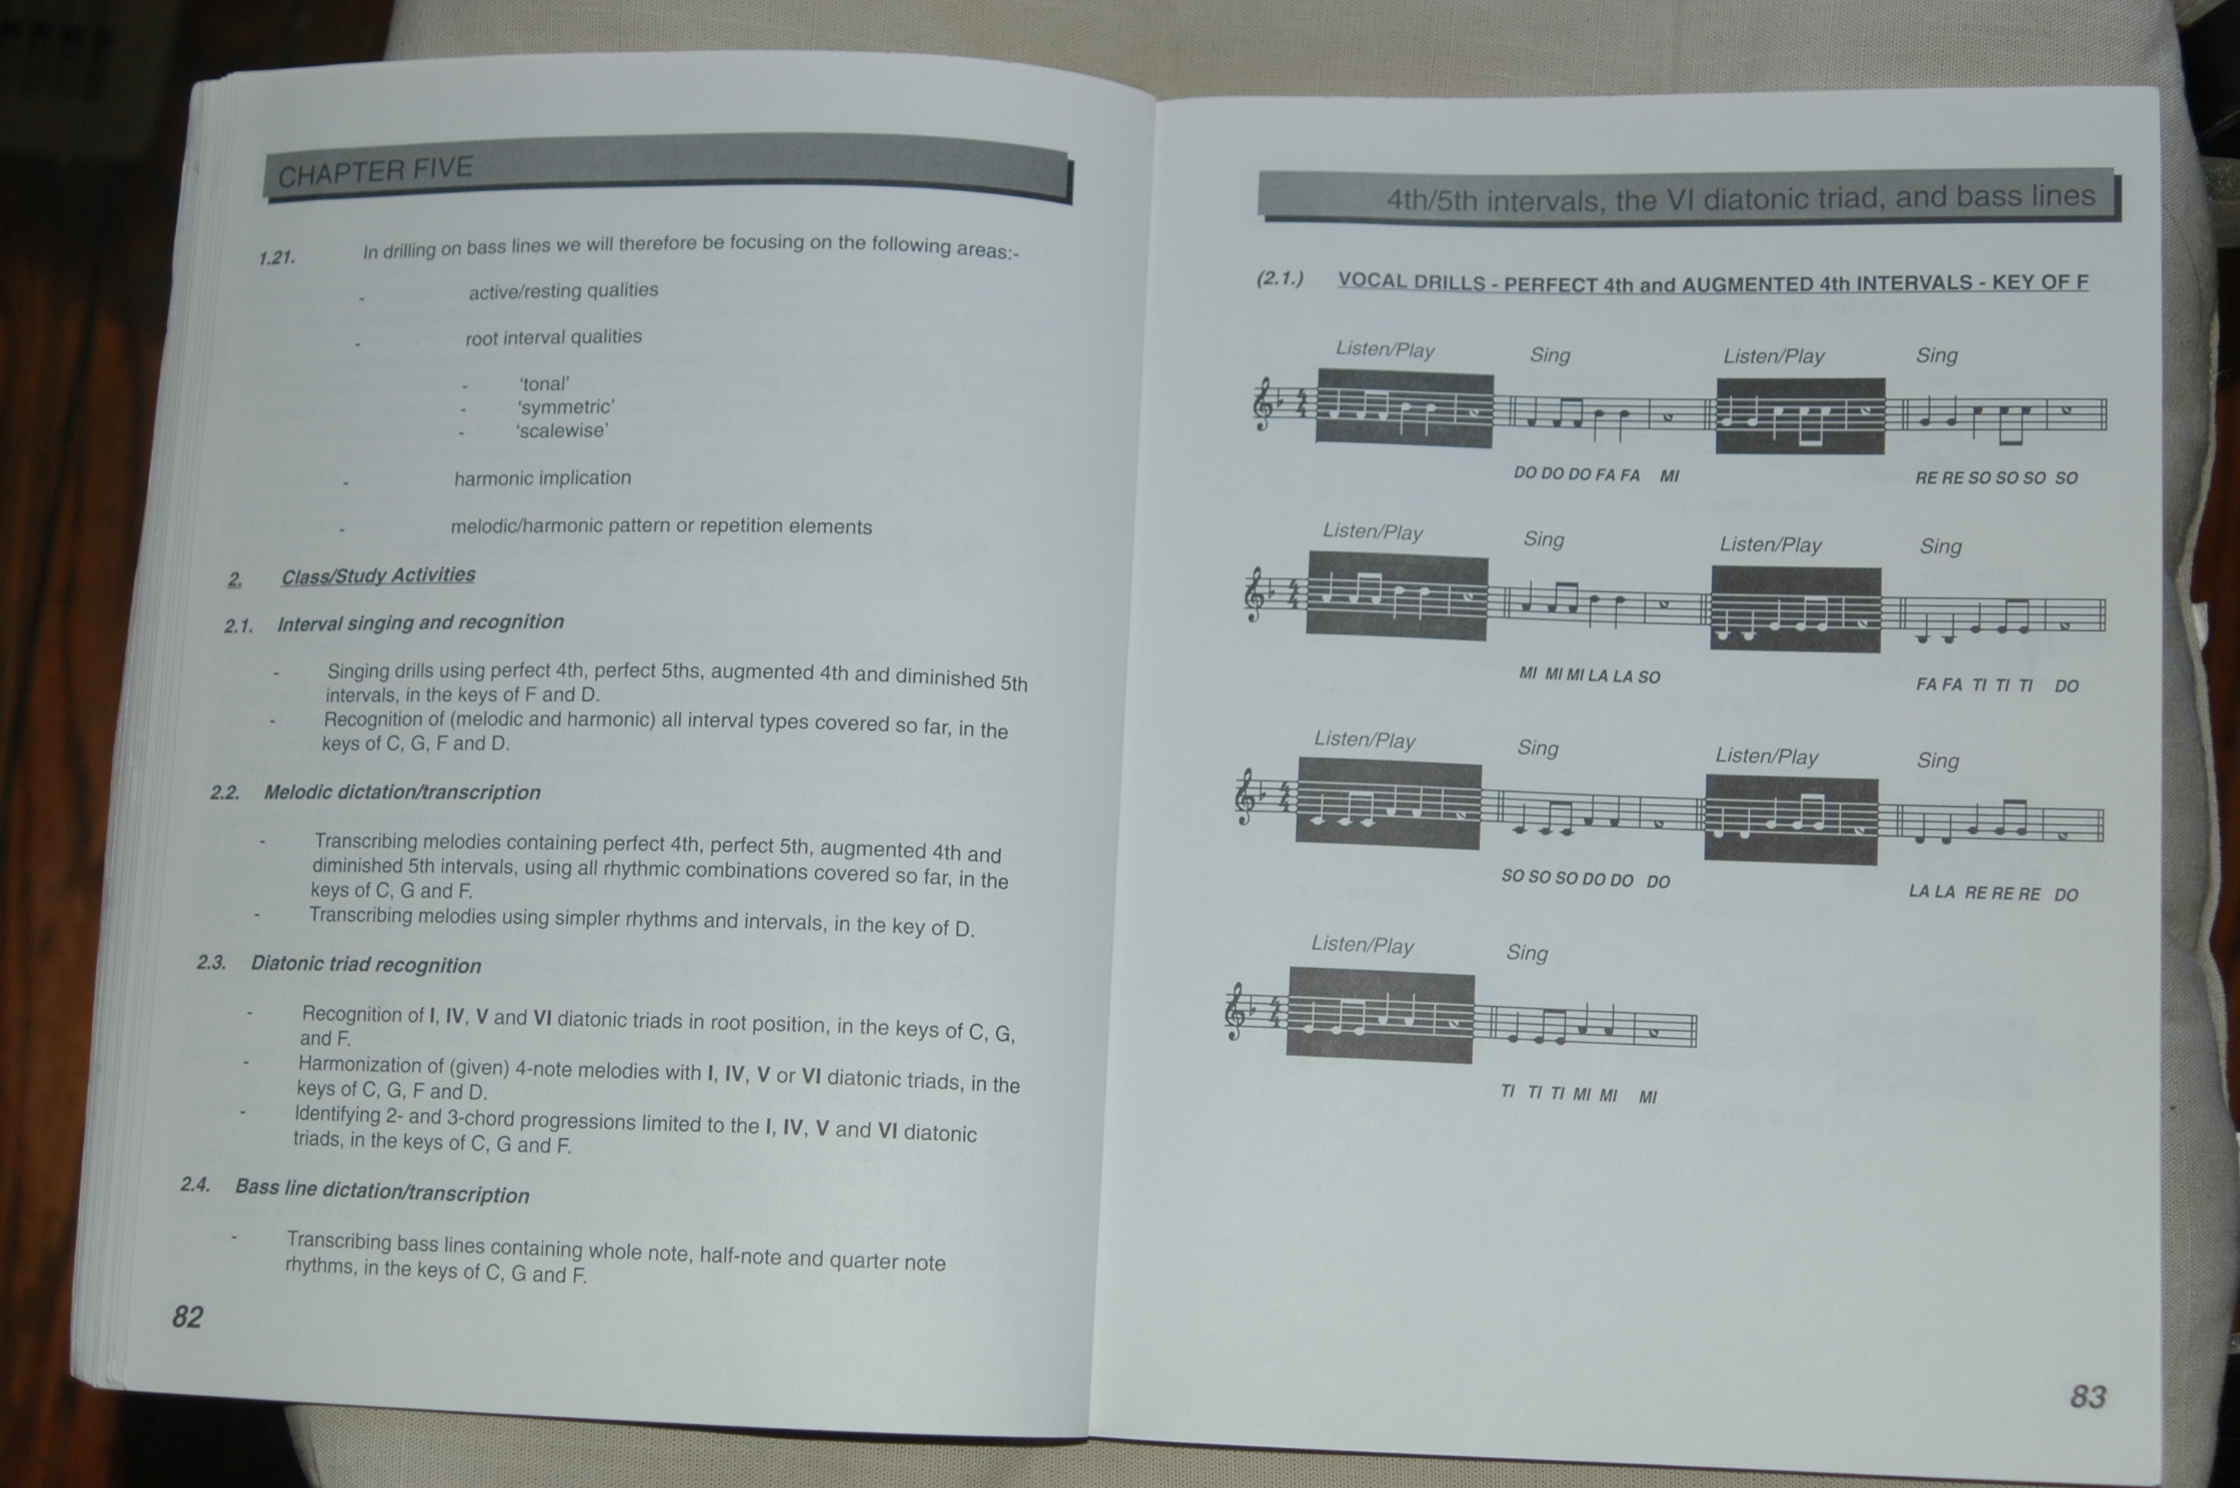 CHAPTER FIVE
1.21. In drilling on bass lines we will therefore be focusing on the following areas:-
- active/resting qualities
- root interval qualities
- 'tonal'
- 'symmetric'
- 'scalewise'
- harmonic implication
- melodic/harmonic pattern or repetition elements
2. Class/Study Activities
2.1. Interval singing and recognition
- Singing drills using perfect 4th, perfect 5ths, augmented 4th and diminished 5th
intervals, in the keys of F and D.
- Recognition of (melodic and harmonic) all interval types covered so far, in the
keys of C, G, F and D.
2.2. Melodic dictation/transcription
- Transcribing melodies containing perfect 4th, perfect 5th, augmented 4th and
diminished 5th intervals, using all rhythmic combinations covered so far, in the
keys of C, G and F.
- Transcribing melodies using simpler rhythms and intervals, in the key of D.
2.3. Diatonic triad recognition
- Recognition of I, IV, V and VI diatonic triads in root position, in the keys of C, G,
and F.
- Harmonization of (given) 4-note melodies with I, IV, V or VI diatonic triads, in the
keys of C, G, F and D.
- Identifying 2- and 3-chord progressions limited to the I, IV, V and VI diatonic
triads, in the keys of C, G and F.
2.4. Bass line dictation/transcription
- Transcribing bass lines containing whole note, half-note and quarter note
rhythms, in the keys of C, G and F.
82
4th/5th intervals, the VI diatonic triad, and bass lines
(2.1.) VOCAL DRILLS - PERFECT 4th and AUGMENTED 4th INTERVALS - KEY OF F
Listen/Play Sing Listen/Play Sing
4 4
DO DO DO FA FA MI RE RE SO SO SO SO
Listen/Play Sing Listen/Play Sing
4 4
MI MI MI LA LA SO FA FA TI TI TI DO
Listen/Play Sing Listen/Play Sing
4 4
SO SO SO DO DO DO LA LA RE RE RE DO
Listen/Play Sing
4 4
TI TI TI MI MI MI
83